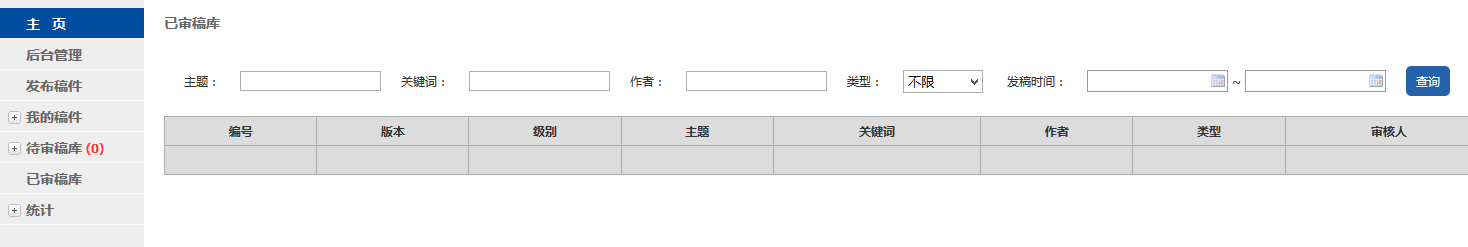 主 页
后台管理
发布稿件
我的稿件
待审稿库 (0)
已审稿库
统计
已审稿库
主题： 关键词： 作者： 类型： 不限 发稿时间： ~ 查询
编号 版本 级别 主题 关键词 作者 类型 审核人